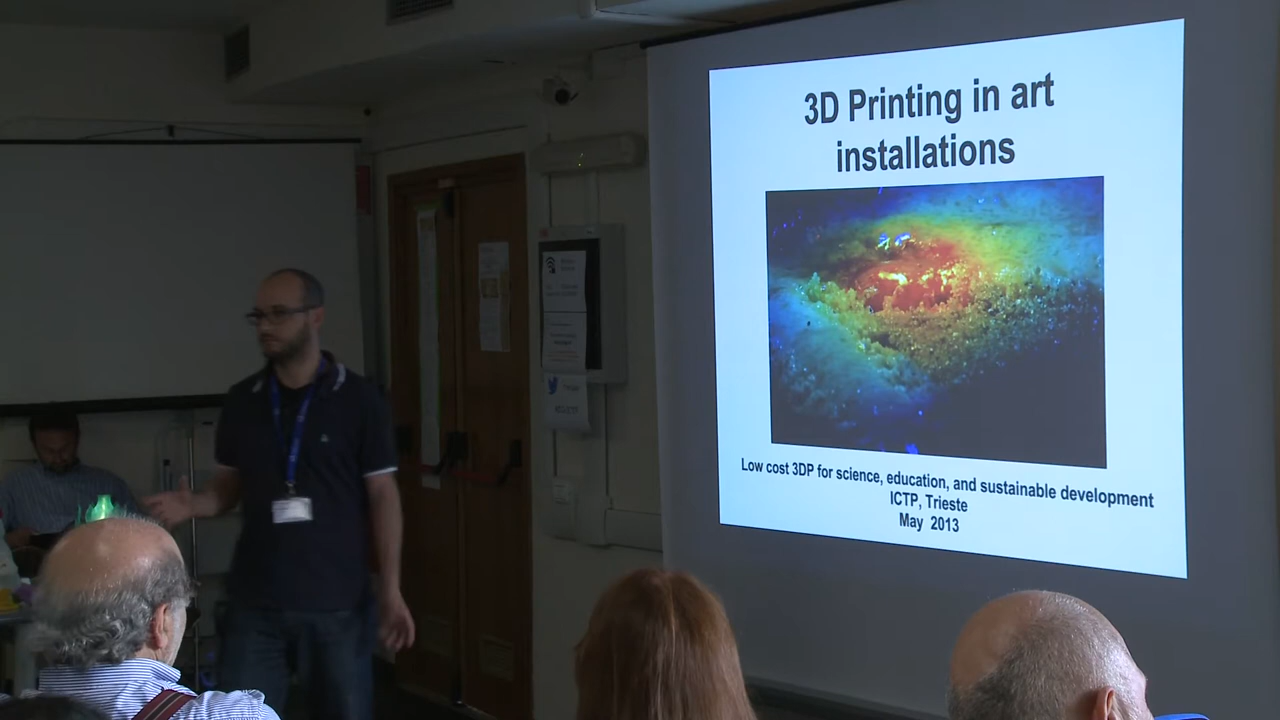 3D Printing in art
installations
Low cost 3DP for science, education, and sustainable development
ICTP, Trieste
May 2013